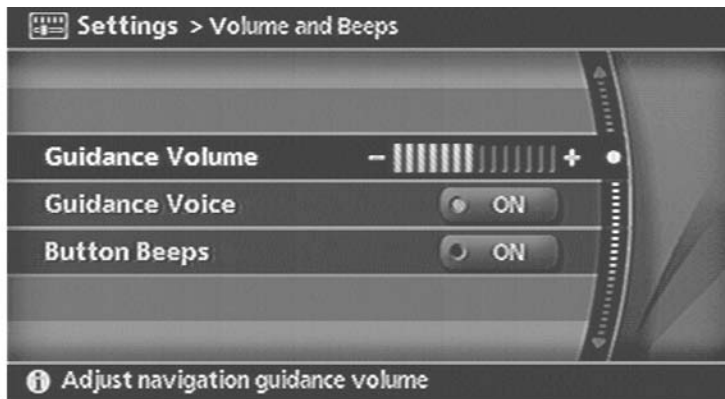 Settings > Volume and Beeps
Guidance Volume - +
Guidance Voice ON
Button Beeps ON
i Adjust navigation guidance volume